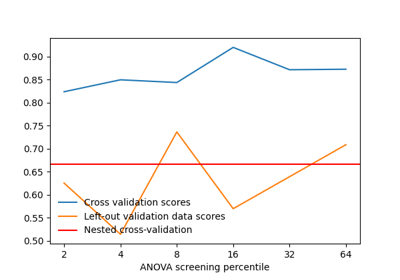 0.90
0.85
0.80
0.75
0.70
0.65
0.60
0.55
0.50
Cross validation scores
Left-out validation data scores
Nested cross-validation
2 4 8 16 32 64
ANOVA screening percentile